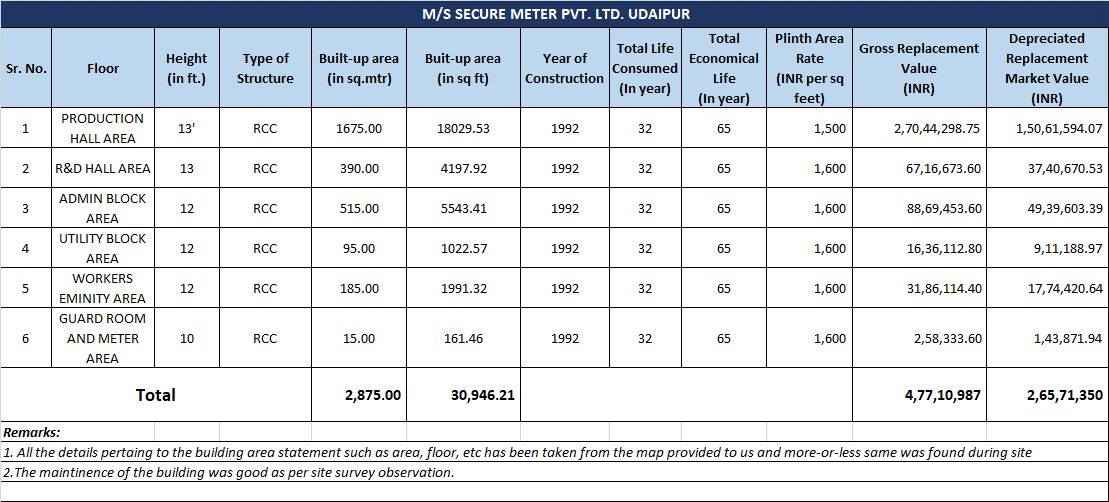 M/S SECURE METER PVT. LTD. UDAIPUR
Sr. No. Floor Height (in ft.) Type of Structure Built-up area (in sq.mtr) Buit-up area (in sq ft) Year of Construction Total Life Consumed (In year) Total Economical Life (In year) Plinth Area Rate (INR per sq feet) Gross Replacement Value (INR) Depreciated Replacement Market Value (INR)
1 PRODUCTION HALL AREA 13' RCC 1675.00 18029.53 1992 32 65 1,500 2,70,44,298.75 1,50,61,594.07
2 R&D HALL AREA 13 RCC 390.00 4197.92 1992 32 65 1,600 67,16,673.60 37,40,670.53
3 ADMIN BLOCK AREA 12 RCC 515.00 5543.41 1992 32 65 1,600 88,69,453.60 49,39,603.39
4 UTILITY BLOCK AREA 12 RCC 95.00 1022.57 1992 32 65 1,600 16,36,112.80 9,11,188.97
5 WORKERS EMINITY AREA 12 RCC 185.00 1991.32 1992 32 65 1,600 31,86,114.40 17,74,420.64
6 GUARD ROOM AND METER AREA 10 RCC 15.00 161.46 1992 32 65 1,600 2,58,333.60 1,43,871.94
Total 2,875.00 30,946.21 4,77,10,987 2,65,71,350
Remarks:
1. All the details pertaing to the building area statement such as area, floor, etc has been taken from the map provided to us and more-or-less same was found during site
2.The maintinence of the building was good as per site survey observation.